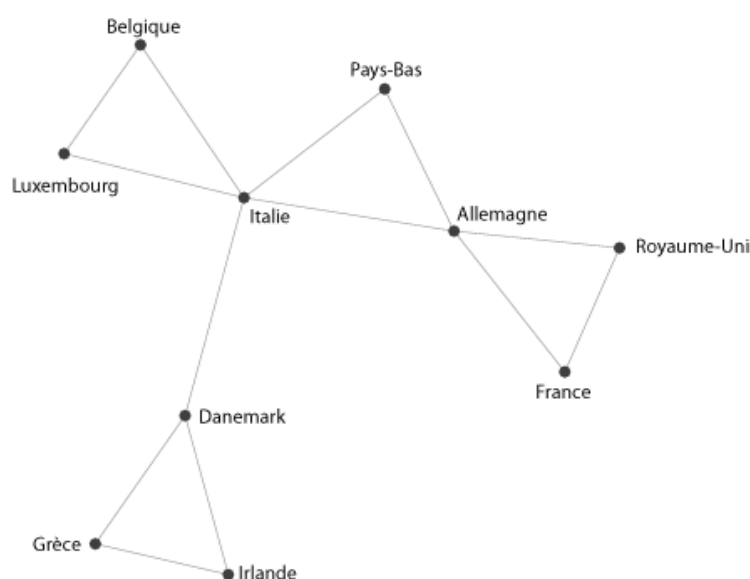 Belgique
Pays-Bas
Luxembourg
Italie
Allemagne
Royaume-Uni
France
Danemark
Grèce
Irlande